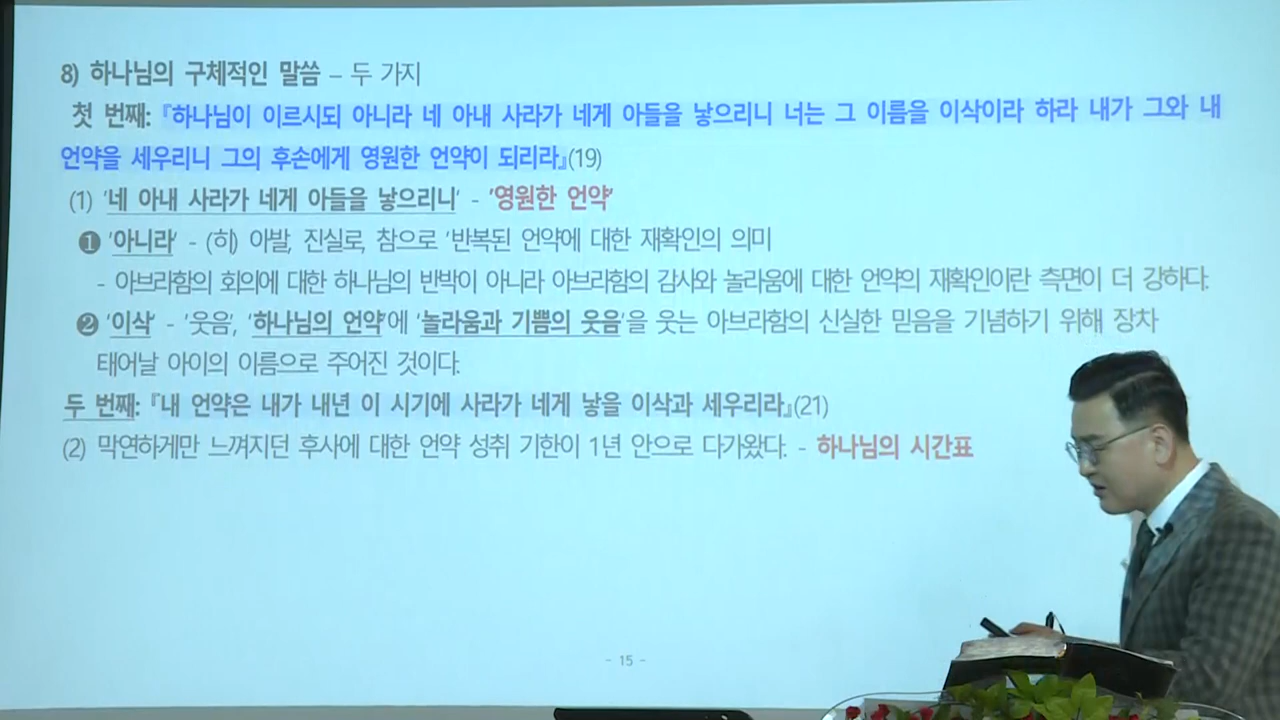 8) 하나님의 구체적인 말씀 – 두 가지
첫 번째: 『하나님이 이르시되 아니라 네 아내 사라가 네게 아들을 낳으리니 너는 그 이름을 이삭이라 하라 내가 그와 내
언약을 세우리니 그의 후손에게 영원한 언약이 되리라』(19)
(1) '네 아내 사라가 네게 아들을 낳으리니' - '영원한 언약'
❶ '아니라' - (히) 아발, 진실로, 참으로 '반복된 언약에 대한 재확인의 의미
- 아브라함의 회의에 대한 하나님의 반박이 아니라 아브라함의 감사와 놀라움에 대한 언약의 재확인이란 측면이 더 강하다.
❷ '이삭' - '웃음', '하나님의 언약'에 '놀라움과 기쁨의 웃음'을 웃는 아브라함의 신실한 믿음을 기념하기 위해 장차
태어날 아이의 이름으로 주어진 것이다.
두 번째: 『내 언약은 내가 내년 이 시기에 사라가 네게 낳을 이삭과 세우리라』(21)
(2) 막연하게만 느껴지던 후사에 대한 언약 성취 기한이 1년 안으로 다가왔다. - 하나님의 시간표
- 15 -